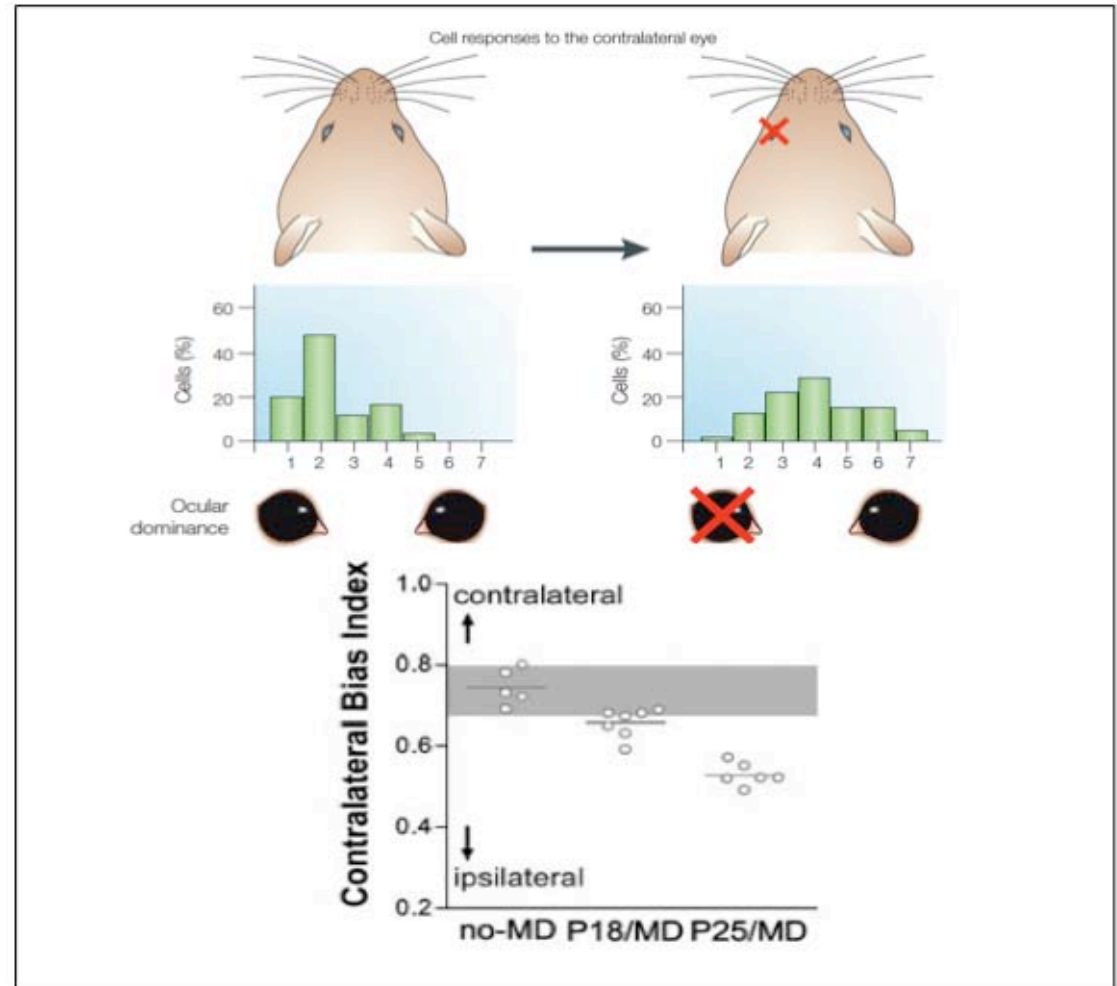 Cell responses to the contralateral eye
60
40
20
0
Cells (%)
1 2 3 4 5 6 7
60
40
20
0
Cells (%)
1 2 3 4 5 6 7
Ocular
dominance
Contralateral Bias Index
1.0
0.8
0.6
0.4
0.2
contralateral
ipsilateral
no-MD P18/MD P25/MD